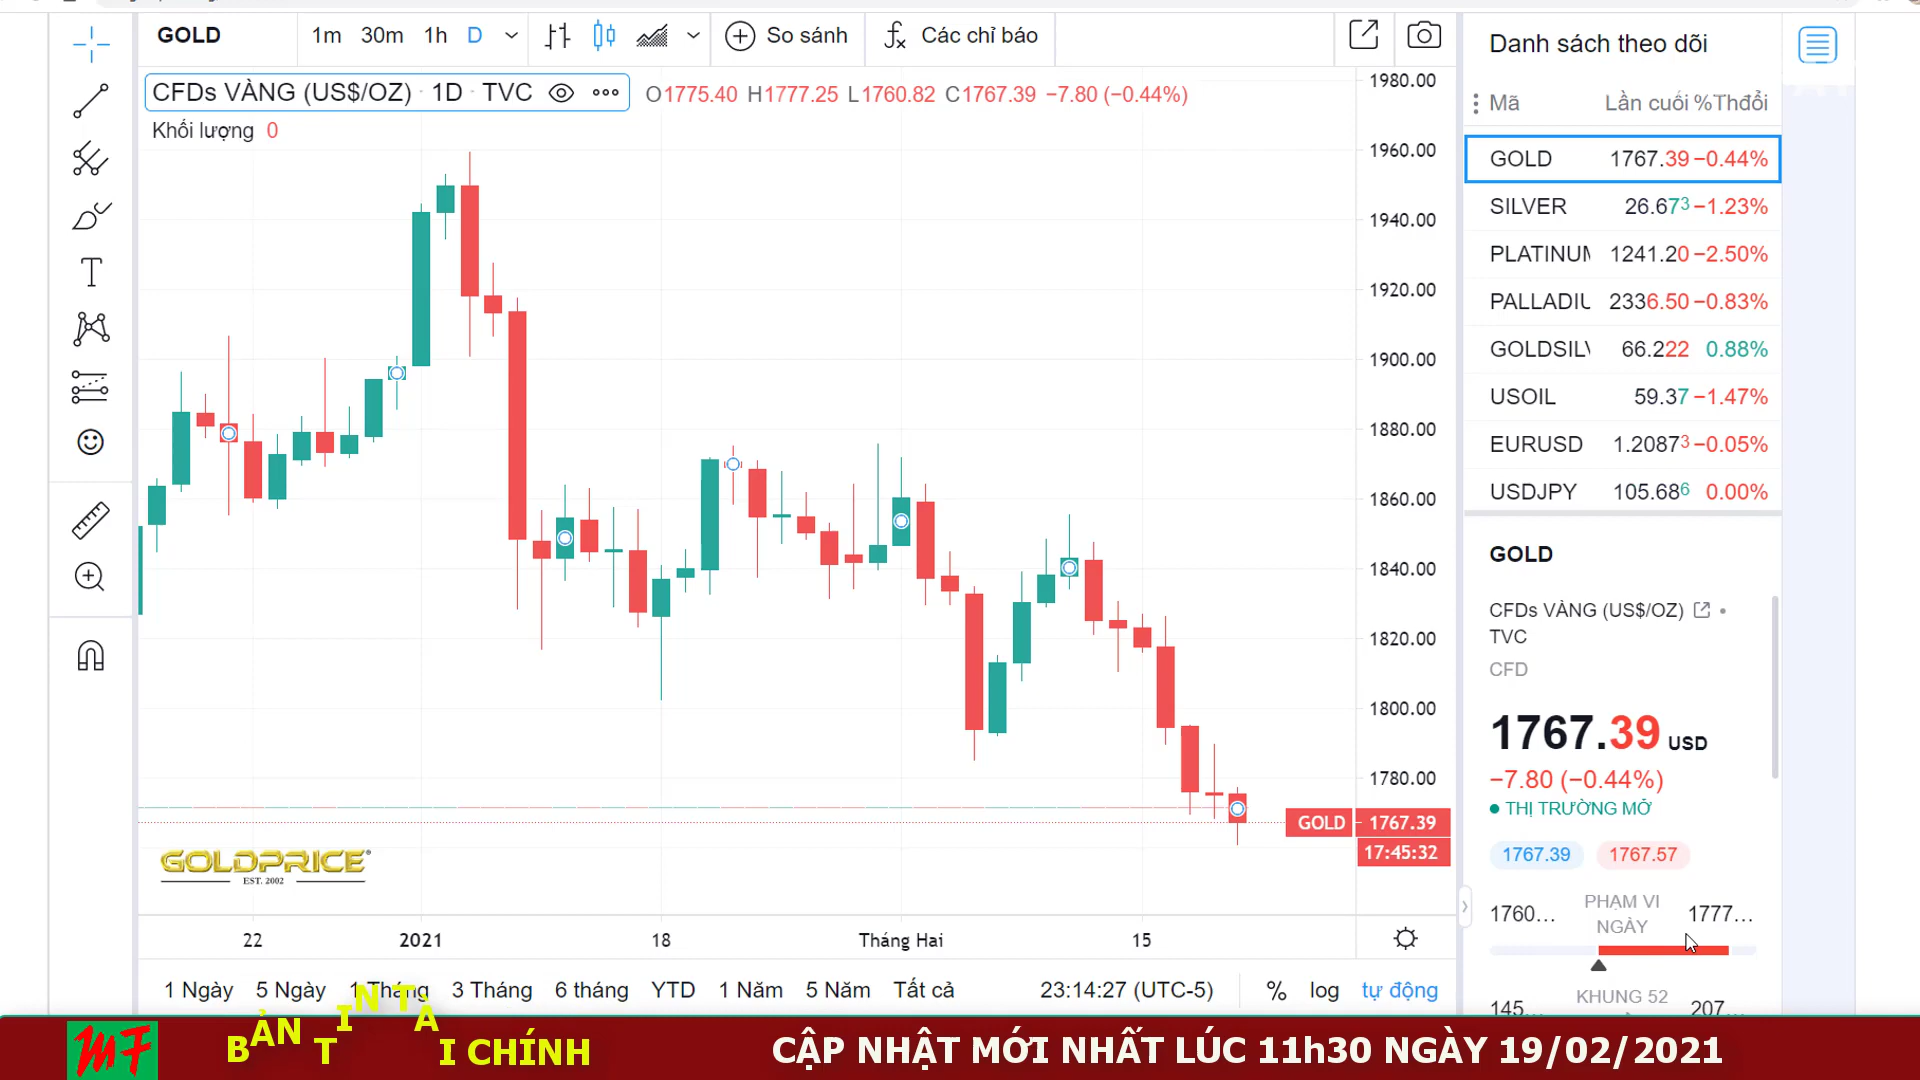 GOLD 1m 30m 1h D So sánh Các chỉ báo
CFDs VÀNG (US$/OZ) · 1D · TVC O1775.40 H1777.25 L1760.82 C1767.39 −7.80 (−0.44%)
Khối lượng 0
1980.00
1960.00
1940.00
1920.00
1900.00
1880.00
1860.00
1840.00
1820.00
1800.00
1780.00
GOLD 1767.39
17:45:32
GOLDPRICE®
EST. 2002
22 2021 18 Tháng Hai 15
1 Ngày 5 Ngày 1 Tháng 3 Tháng 6 tháng YTD 1 Năm 5 Năm Tất cả 23:14:27 (UTC-5) % log tự động
Danh sách theo dõi
Mã Lần cuối %Thđổi
GOLD 1767.39 −0.44%
SILVER 26.673 −1.23%
PLATINUM 1241.20 −2.50%
PALLADIU 2336.50 −0.83%
GOLDSILV 66.222 0.88%
USOIL 59.37 −1.47%
EURUSD 1.20873 −0.05%
USDJPY 105.686 0.00%
GOLD
CFDs VÀNG (US$/OZ) •
TVC
CFD
1767.39 USD
−7.80 (−0.44%)
THỊ TRƯỜNG MỞ
1767.39 1767.57
1760... PHẠM VI NGÀY 1777...
145... KHUNG 52 207...
MF BẢN TIN TÀI CHÍNH CẬP NHẬT MỚI NHẤT LÚC 11h30 NGÀY 19/02/2021